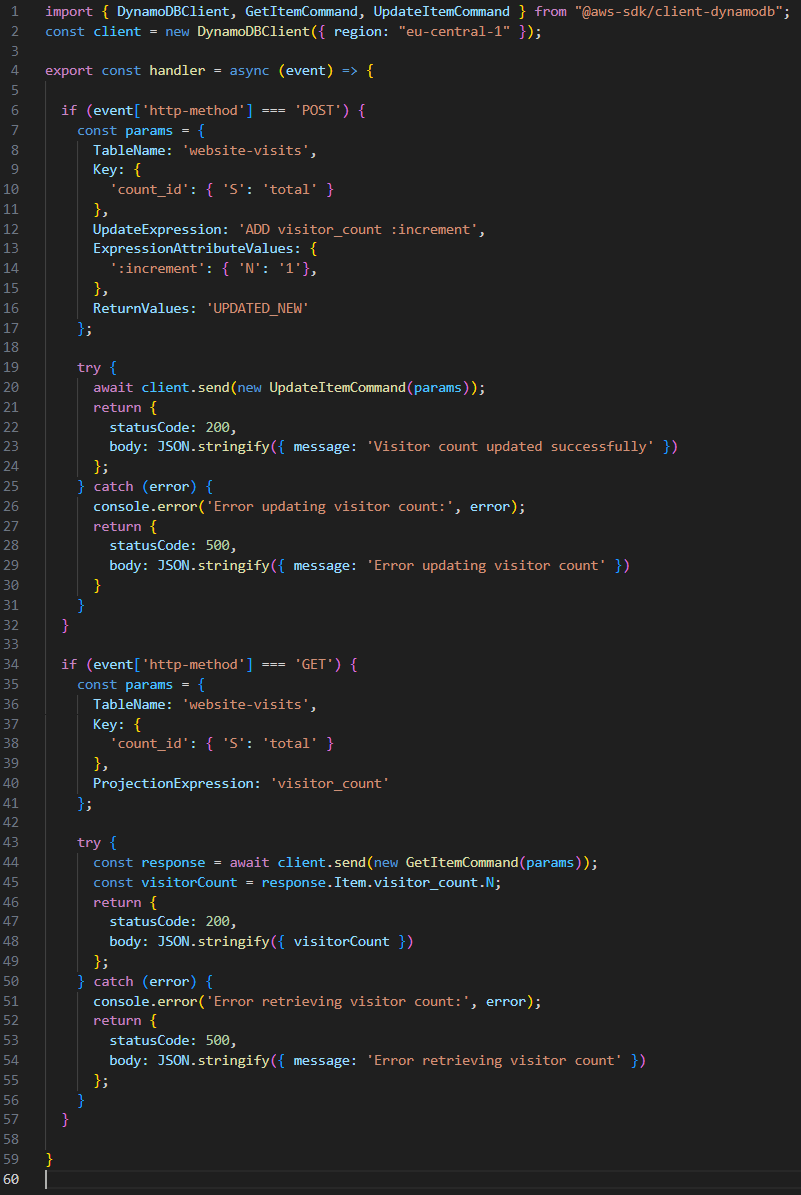 1 import { DynamoDBClient, GetItemCommand, UpdateItemCommand } from "@aws-sdk/client-dynamodb";
2 const client = new DynamoDBClient({ region: "eu-central-1" });
3
4 export const handler = async (event) => {
5
6   if (event['http-method'] === 'POST') {
7     const params = {
8       TableName: 'website-visits',
9       Key: {
10         'count_id': { 'S': 'total' }
11       },
12       UpdateExpression: 'ADD visitor_count :increment',
13       ExpressionAttributeValues: {
14         ':increment': { 'N': '1'},
15       },
16       ReturnValues: 'UPDATED_NEW'
17     };
18
19     try {
20       await client.send(new UpdateItemCommand(params));
21       return {
22         statusCode: 200,
23         body: JSON.stringify({ message: 'Visitor count updated successfully' })
24       };
25     } catch (error) {
26       console.error('Error updating visitor count:', error);
27       return {
28         statusCode: 500,
29         body: JSON.stringify({ message: 'Error updating visitor count' })
30       }
31     }
32   }
33
34   if (event['http-method'] === 'GET') {
35     const params = {
36       TableName: 'website-visits',
37       Key: {
38         'count_id': { 'S': 'total' }
39       },
40       ProjectionExpression: 'visitor_count'
41     };
42
43     try {
44       const response = await client.send(new GetItemCommand(params));
45       const visitorCount = response.Item.visitor_count.N;
46       return {
47         statusCode: 200,
48         body: JSON.stringify({ visitorCount })
49       };
50     } catch (error) {
51       console.error('Error retrieving visitor count:', error);
52       return {
53         statusCode: 500,
54         body: JSON.stringify({ message: 'Error retrieving visitor count' })
55       };
56     }
57   }
58
59 }
60